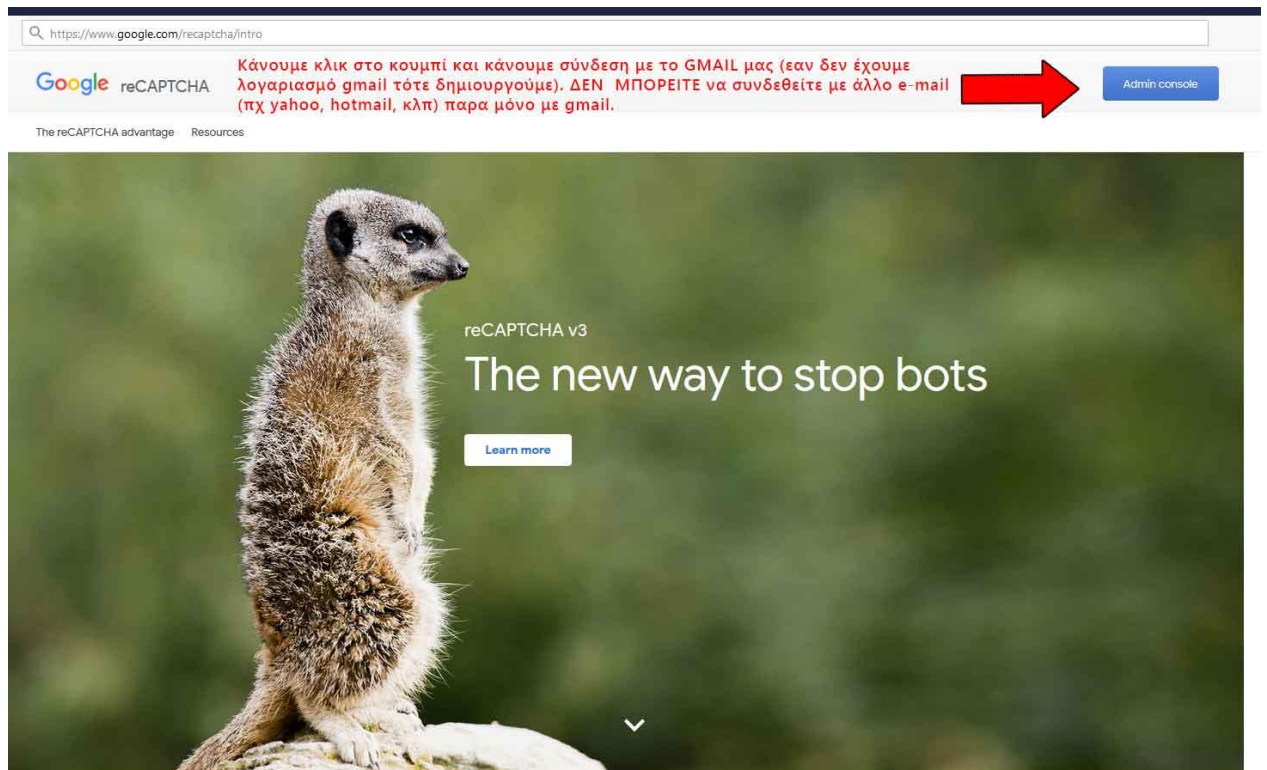 https://www.google.com/recaptcha/intro
Κάνουμε κλικ στο κουμπί και κάνουμε σύνδεση με το GMAIL μας (εαν δεν έχουμε
λογαριασμό gmail τότε δημιουργούμε). ΔΕΝ ΜΠΟΡΕΙΤΕ να συνδεθείτε με άλλο e-mail
(πχ yahoo, hotmail, κλπ) παρα μόνο με gmail.
Google reCAPTCHA
Admin console
The reCAPTCHA advantage Resources
reCAPTCHA v3
The new way to stop bots
Learn more